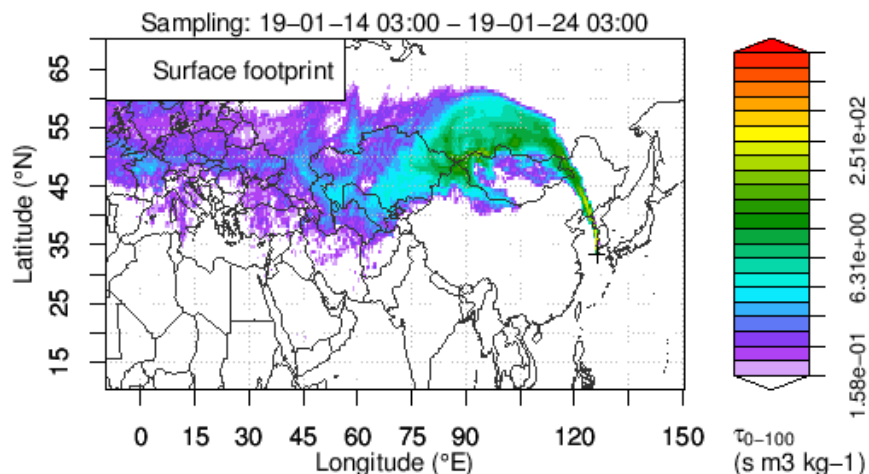 Sampling: 19−01−14 03:00 − 19−01−24 03:00
Surface footprint
Latitude (°N)
65
55
45
35
25
15
0 15 30 45 60 75 90 120 150
Longitude (°E)
2.51e+02
6.31e+00
1.58e−01
τ0−100
(s m3 kg−1)